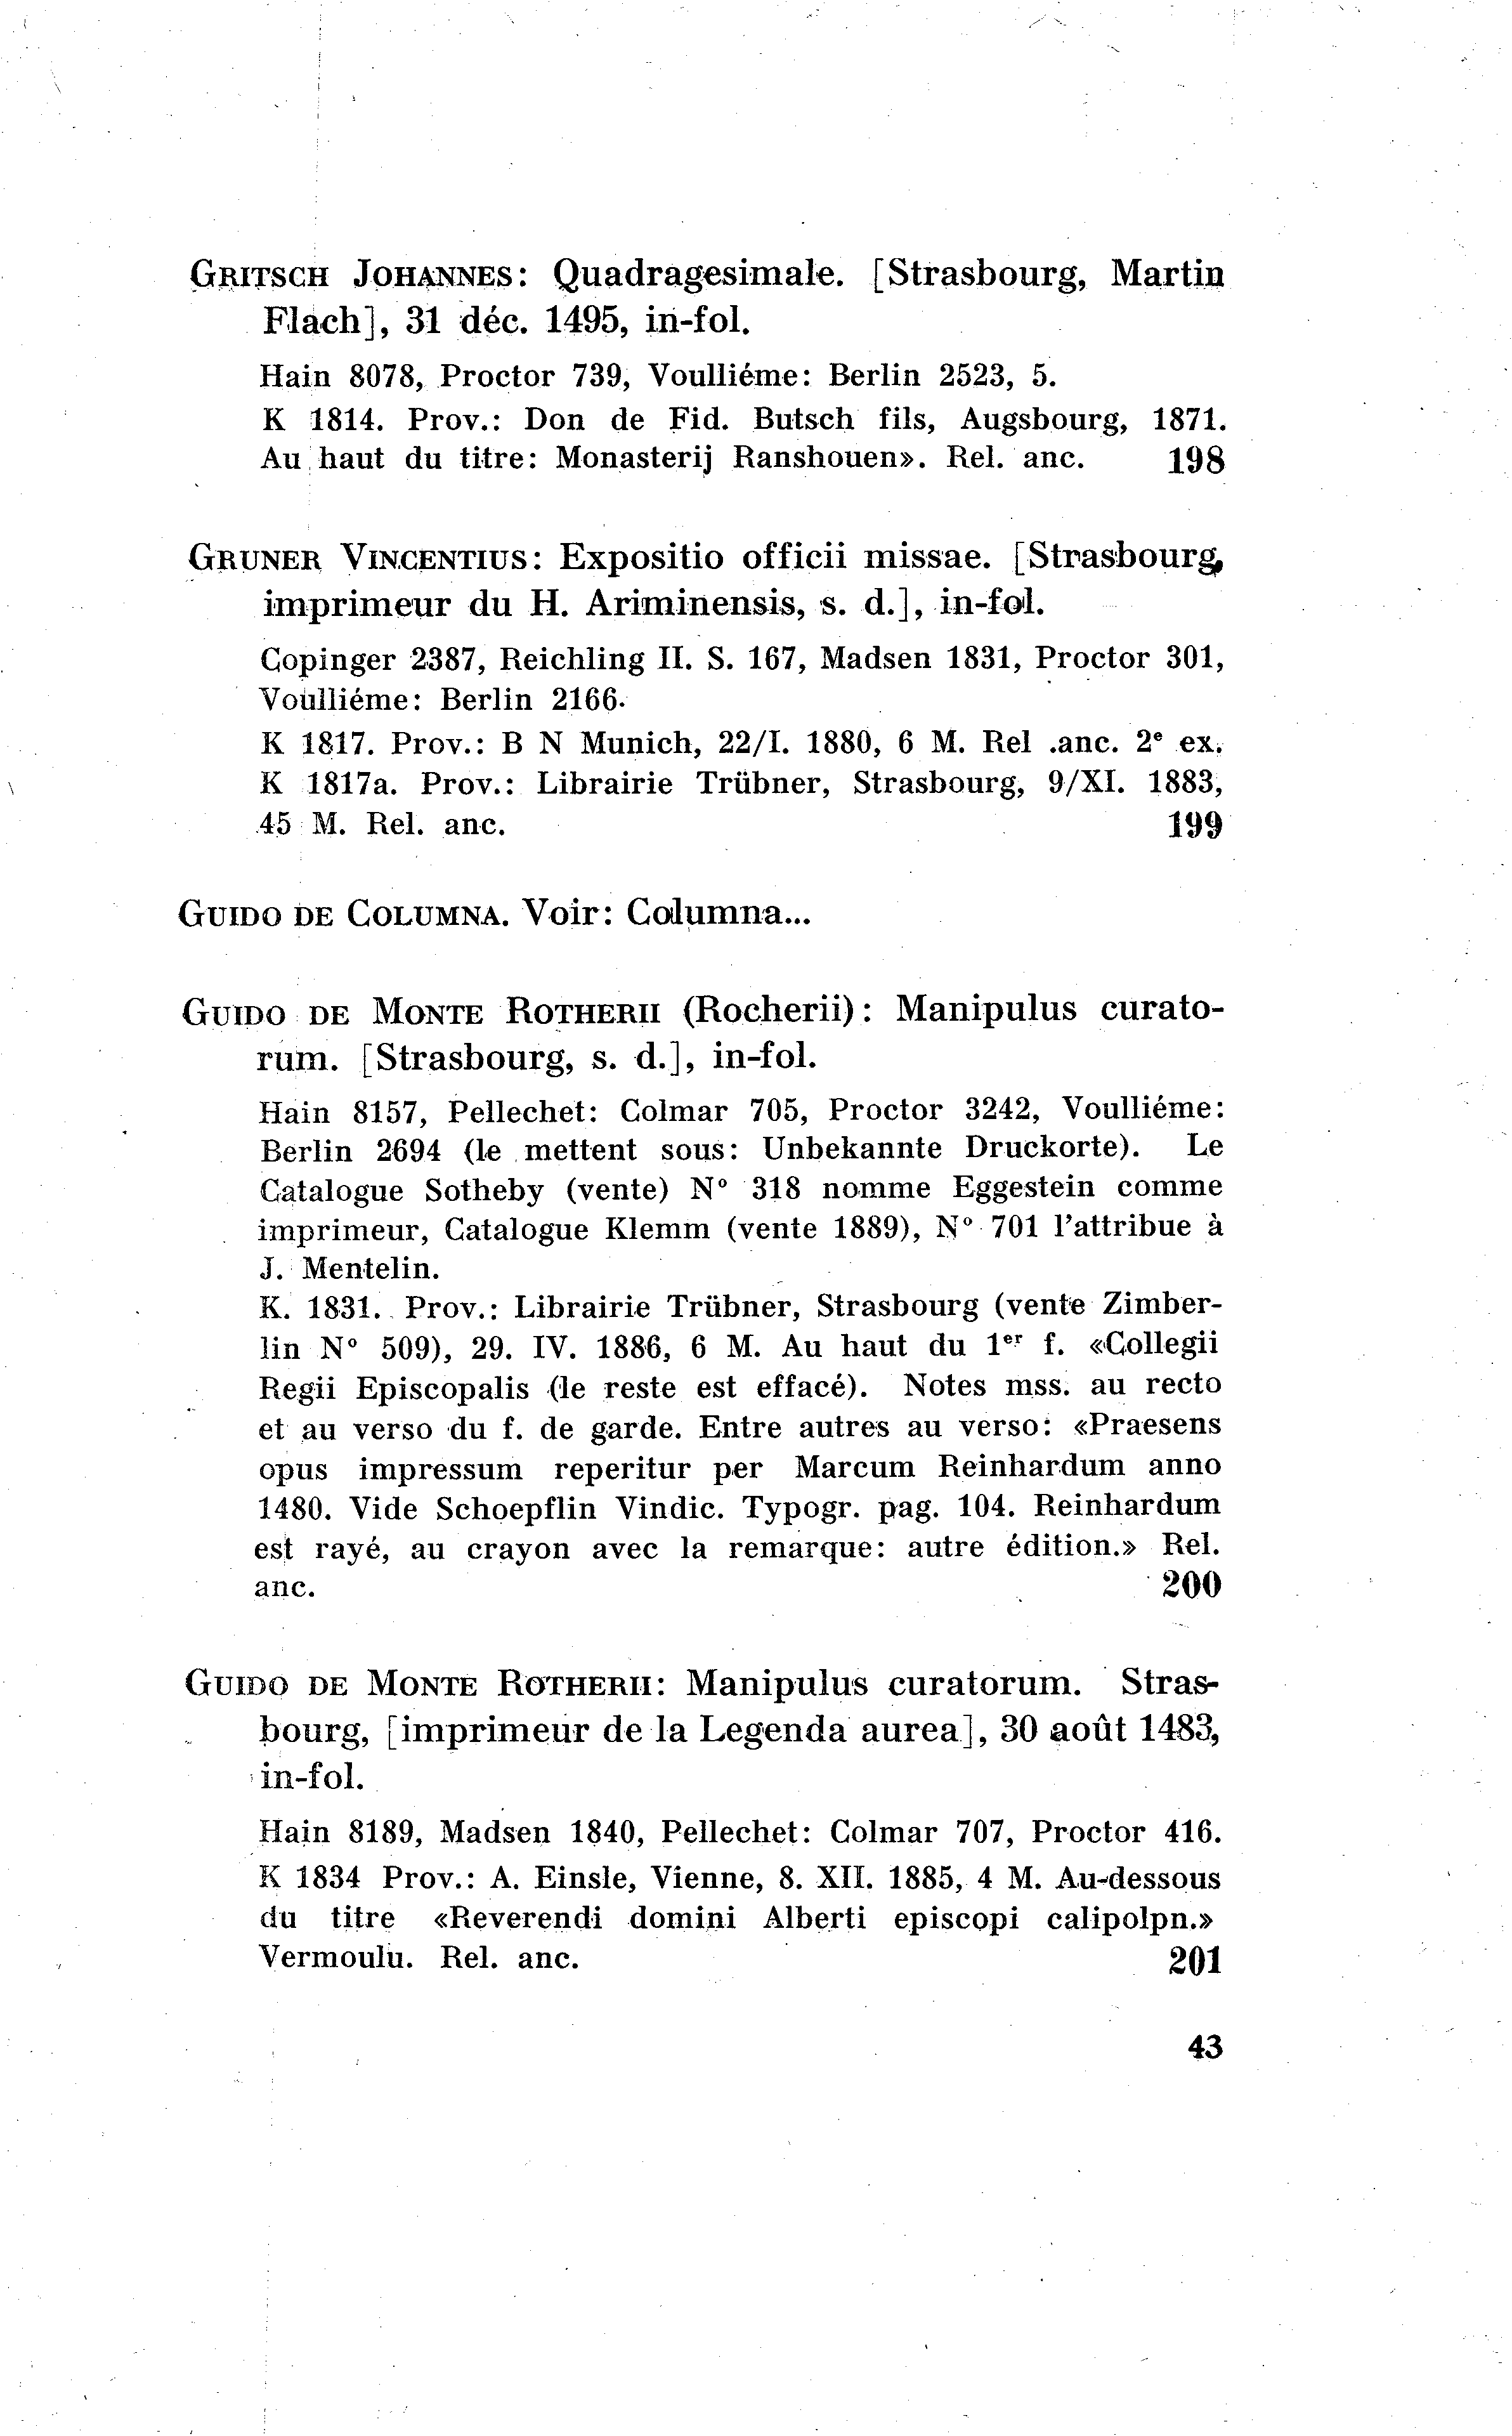 GRITSCH JOHANNES: Quadragesimale. [Strasbourg, Martin
Flach], 31 déc. 1495, in-fol.
Hain 8078, Proctor 739, Voulliéme: Berlin 2523, 5.
K 1814. Prov.: Don de Fid. Butsch fils, Augsbourg, 1871.
Au haut du titre: Monasterij Ranshouen». Rel. anc. 198
GRUNER VINCENTIUS: Expositio officii missae. [Strasbourg,
imprimeur du H. Ariminensis, s. d.], in-fol.
Copinger 2387, Reichling II. S. 167, Madsen 1831, Proctor 301,
Voulliéme: Berlin 2166.
K 1817. Prov.: B N Munich, 22/I. 1880, 6 M. Rel .anc. 2e ex.
K 1817a. Prov.: Librairie Trübner, Strasbourg, 9/XI. 1883,
45 M. Rel. anc. 199
GUIDO DE COLUMNA. Voir: Columna...
GUIDO DE MONTE ROTHERII (Rocherii): Manipulus curato-
rum. [Strasbourg, s. d.], in-fol.
Hain 8157, Pellechet: Colmar 705, Proctor 3242, Voulliéme:
Berlin 2694 (le mettent sous: Unbekannte Druckorte). Le
Catalogue Sotheby (vente) N° 318 nomme Eggestein comme
imprimeur, Catalogue Klemm (vente 1889), N° 701 l'attribue à
J. Mentelin.
K. 1831. Prov.: Librairie Trübner, Strasbourg (vente Zimber-
lin N° 509), 29. IV. 1886, 6 M. Au haut du 1er f. «Collegii
Regii Episcopalis (le reste est effacé). Notes mss. au recto
et au verso du f. de garde. Entre autres au verso: «Praesens
opus impressum reperitur per Marcum Reinhardum anno
1480. Vide Schoepflin Vindic. Typogr. pag. 104. Reinhardum
est rayé, au crayon avec la remarque: autre édition.» Rel.
anc. 200
GUIDO DE MONTE ROTHERII: Manipulus curatorum. Stras-
bourg, [imprimeur de la Legenda aurea], 30 août 1483,
in-fol.
Hain 8189, Madsen 1840, Pellechet: Colmar 707, Proctor 416.
K 1834 Prov.: A. Einsle, Vienne, 8. XII. 1885, 4 M. Au-dessous
du titre «Reverendi domini Alberti episcopi calipolpn.»
Vermoulu. Rel. anc. 201
43